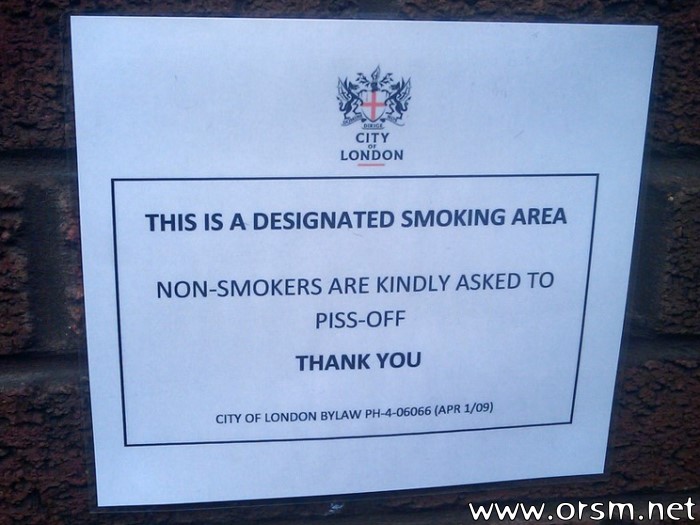 DIRIGE
CITY
OF
LONDON
THIS IS A DESIGNATED SMOKING AREA
NON-SMOKERS ARE KINDLY ASKED TO
PISS-OFF
THANK YOU
CITY OF LONDON BYLAW PH-4-06066 (APR 1/09)
www.orsm.net